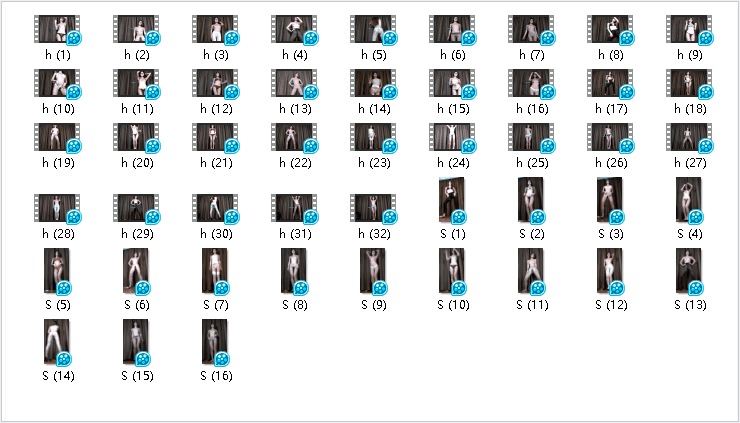 h (1) h (2) h (3) h (4) h (5) h (6) h (7) h (8) h (9)
h (10) h (11) h (12) h (13) h (14) h (15) h (16) h (17) h (18)
h (19) h (20) h (21) h (22) h (23) h (24) h (25) h (26) h (27)
h (28) h (29) h (30) h (31) h (32) S (1) S (2) S (3) S (4)
S (5) S (6) S (7) S (8) S (9) S (10) S (11) S (12) S (13)
S (14) S (15) S (16)